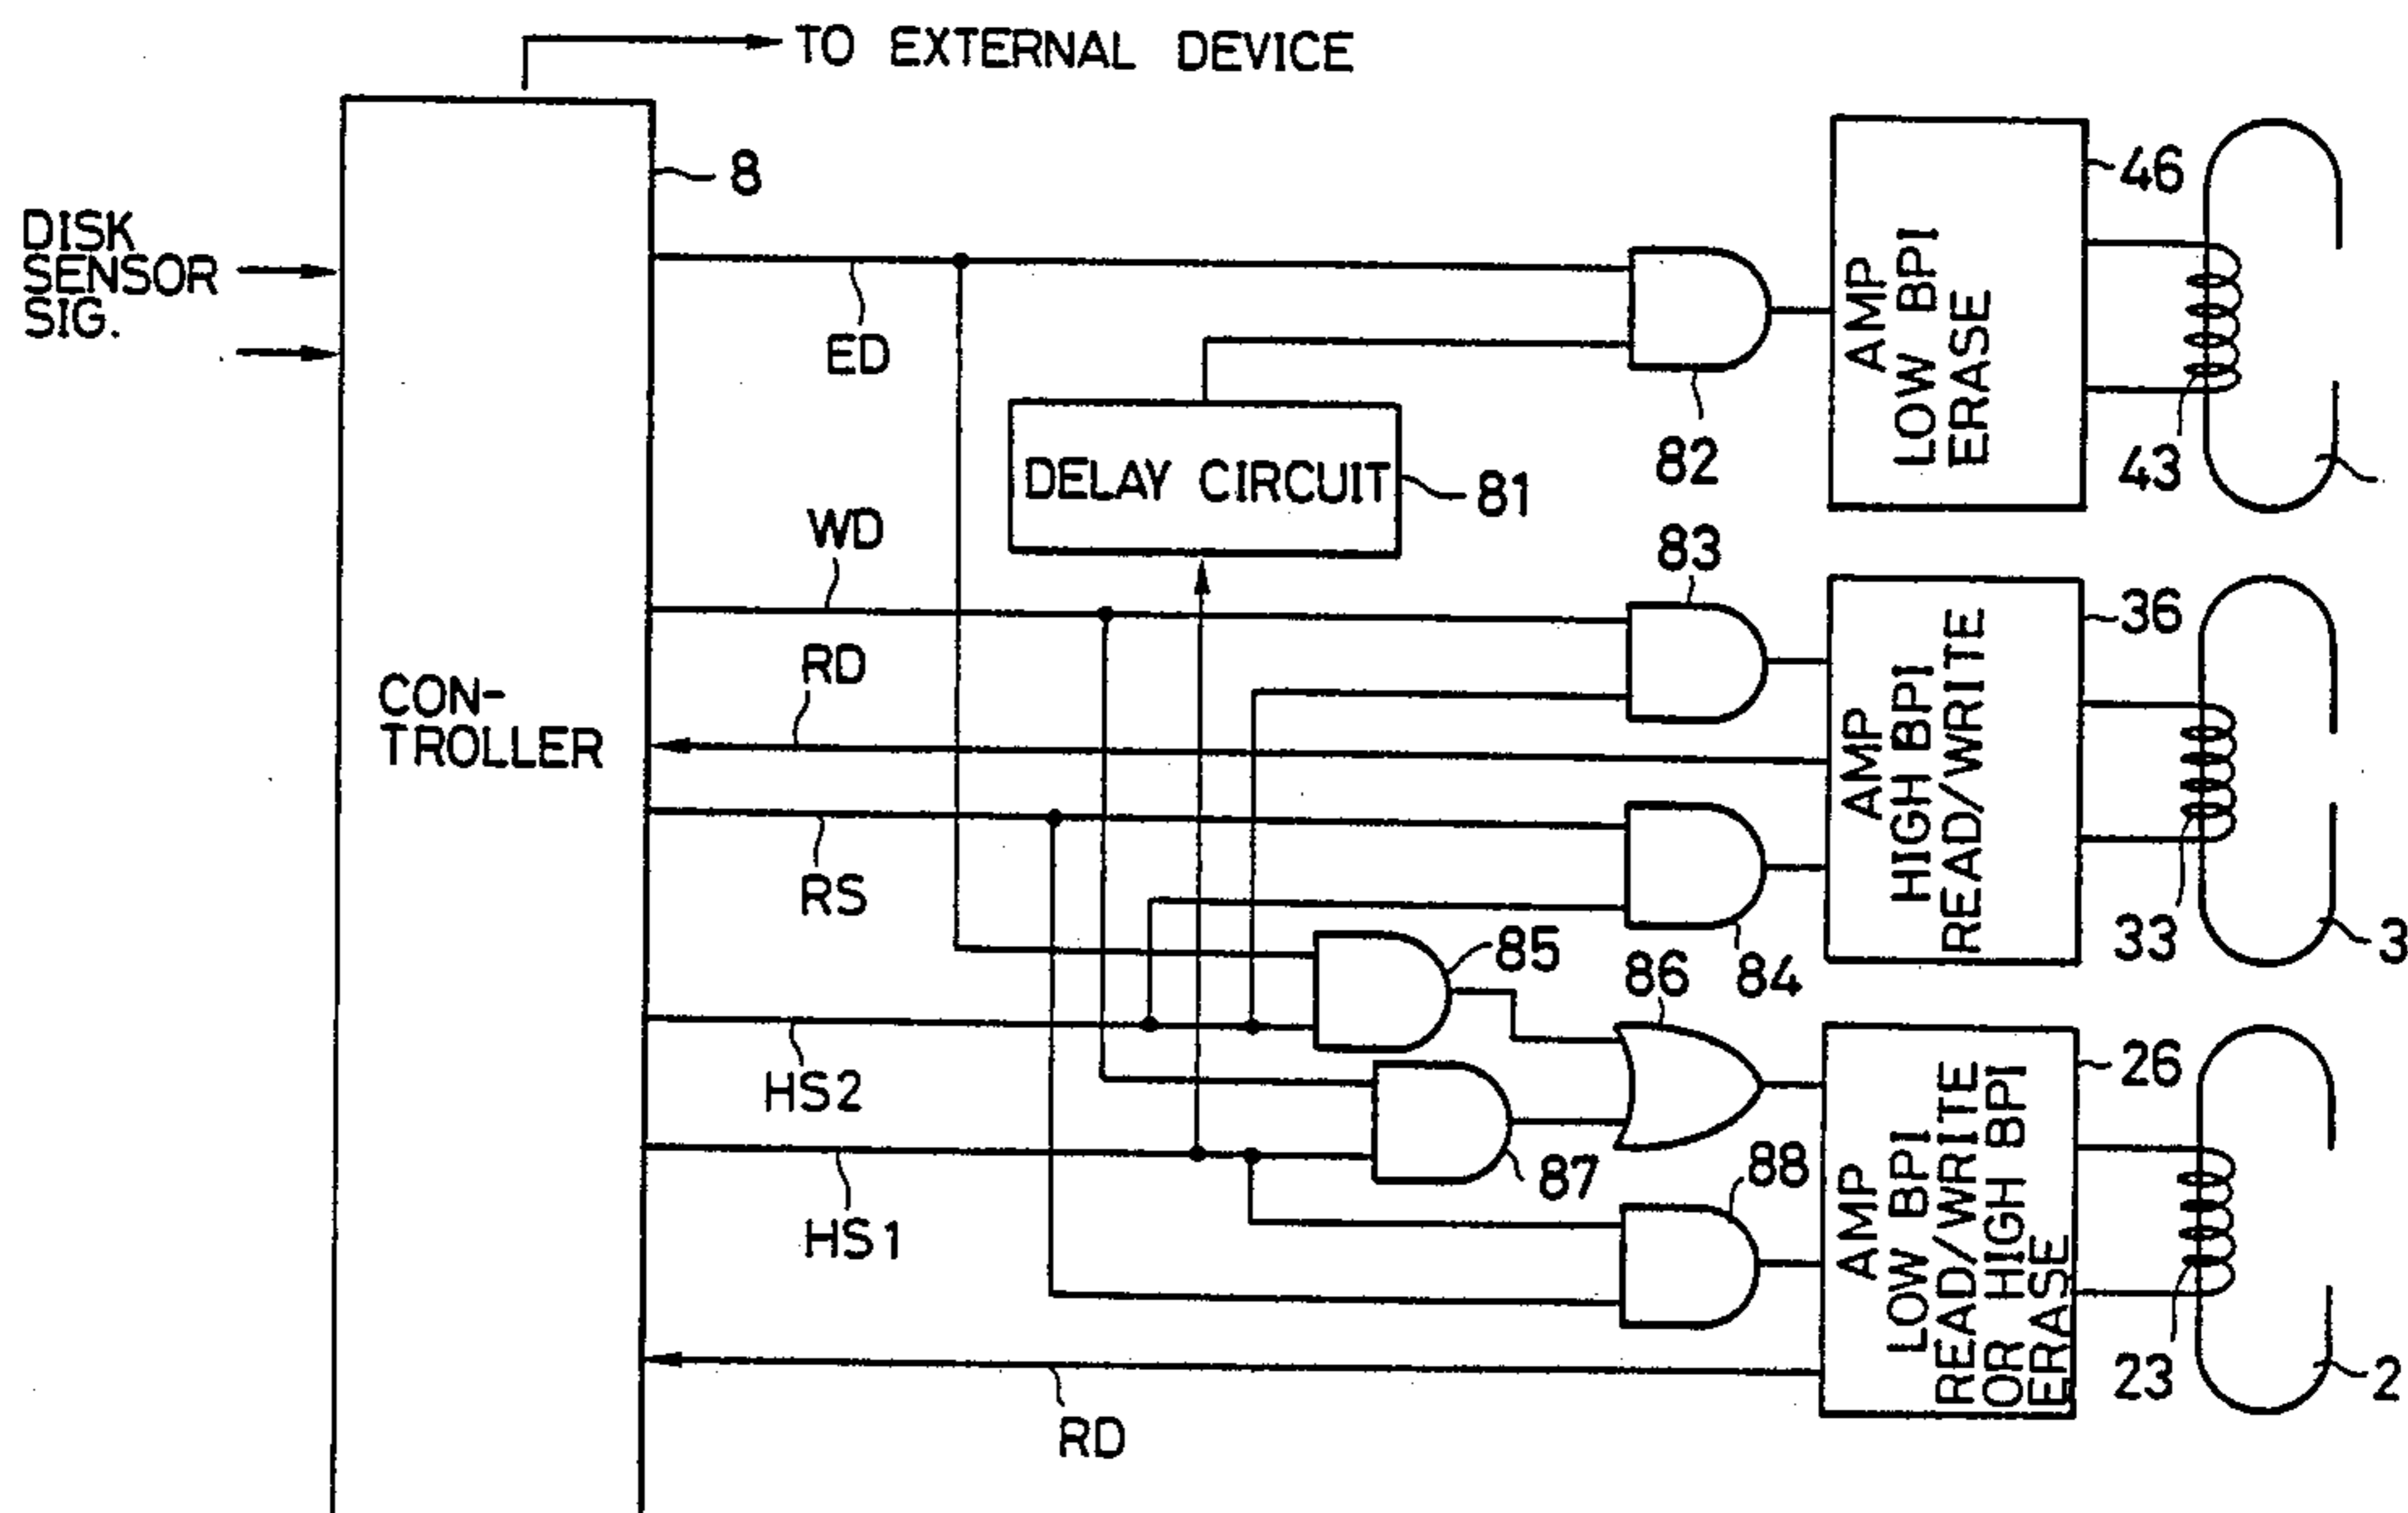 TO EXTERNAL DEVICE
8
DISK
SENSOR
SIG.
CON-
TROLLER
ED
WD
RD
RS
HS2
HS1
RD
DELAY CIRCUIT
81
82
83
84
85
86
87
88
AMP
LOW BPI
ERASE
46
43
AMP
HIGH BPI
READ/WRITE
36
33
3
AMP
LOW BPI
READ/WRITE
OR HIGH BPI
ERASE
26
23
2